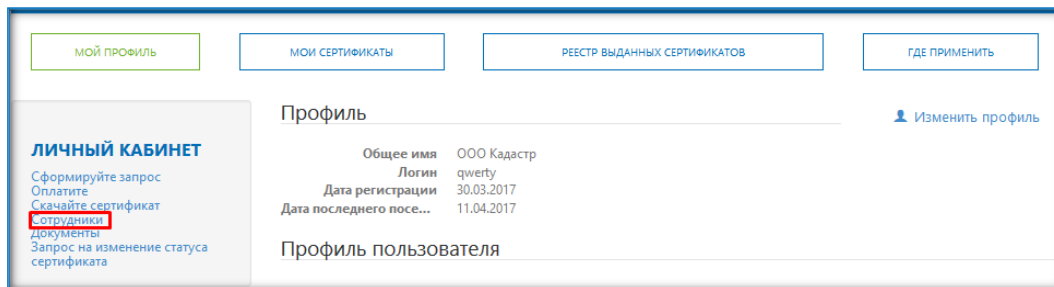 МОЙ ПРОФИЛЬ
МОИ СЕРТИФИКАТЫ
РЕЕСТР ВЫДАННЫХ СЕРТИФИКАТОВ
ГДЕ ПРИМЕНИТЬ
ЛИЧНЫЙ КАБИНЕТ
Сформируйте запрос
Оплатите
Скачайте сертификат
Сотрудники
Документы
Запрос на изменение статуса
сертификата
Профиль
Изменить профиль
Общее имя ООО Кадастр
Логин qwerty
Дата регистрации 30.03.2017
Дата последнего посе... 11.04.2017
Профиль пользователя